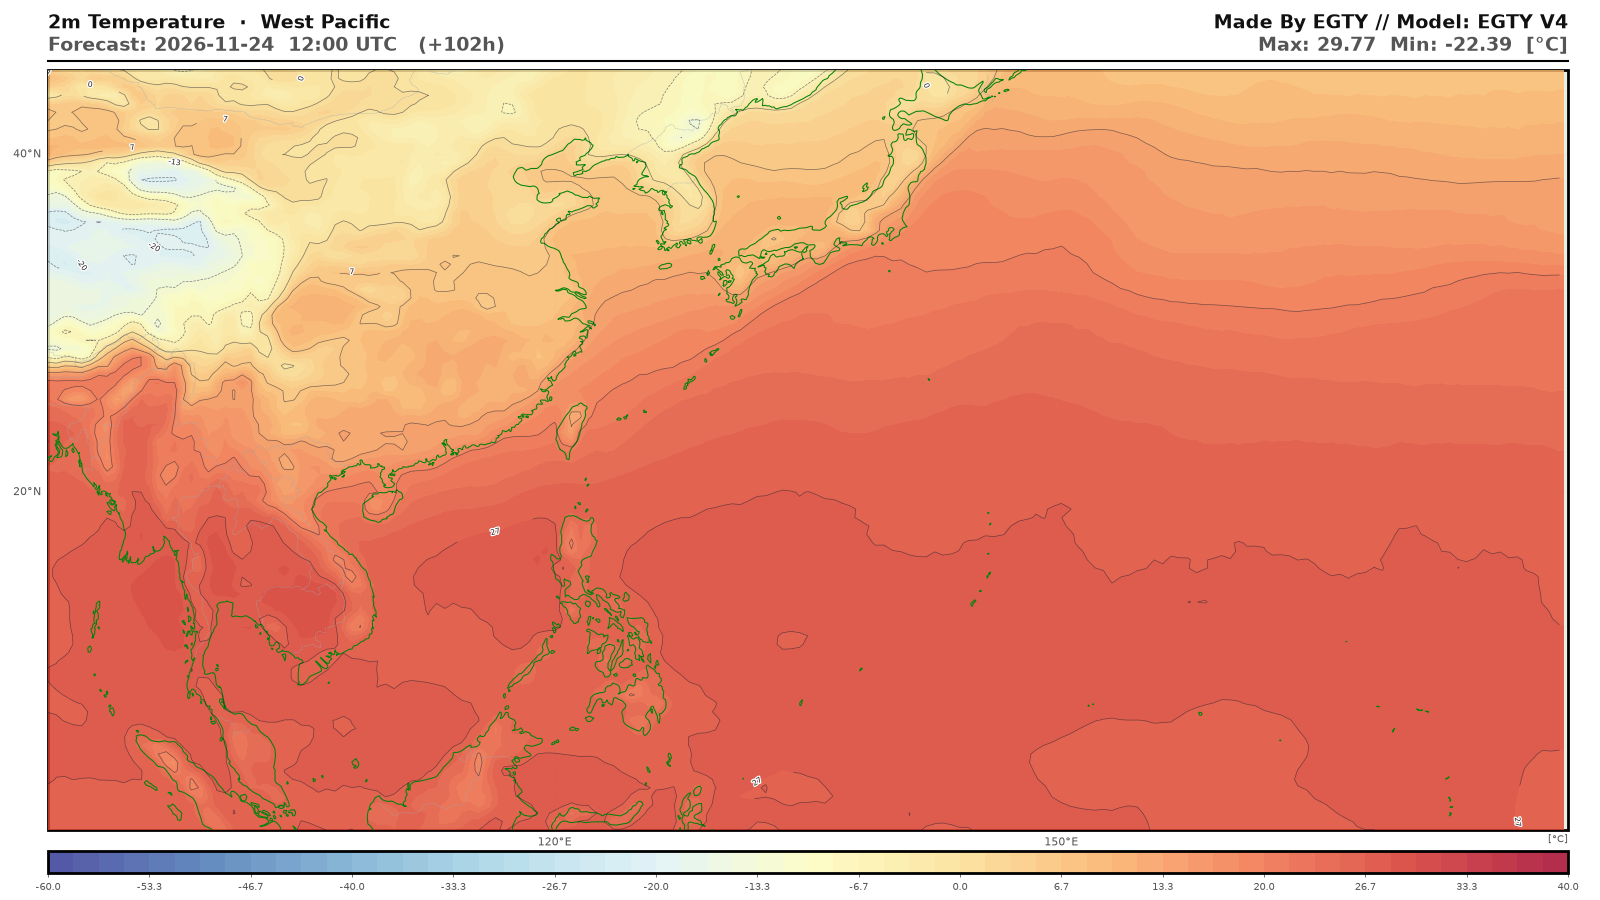 2m Temperature · West Pacific
Made By EGTY // Model: EGTY V4
Forecast: 2026-11-24 12:00 UTC (+102h)
Max: 29.77 Min: -22.39 [°C]
0
0
0
7
7
-13
40°N
-20
-20
7
20°N
27
27
27
120°E
150°E
[°C]
-60.0 -53.3 -46.7 -40.0 -33.3 -26.7 -20.0 -13.3 -6.7 0.0 6.7 13.3 20.0 26.7 33.3 40.0